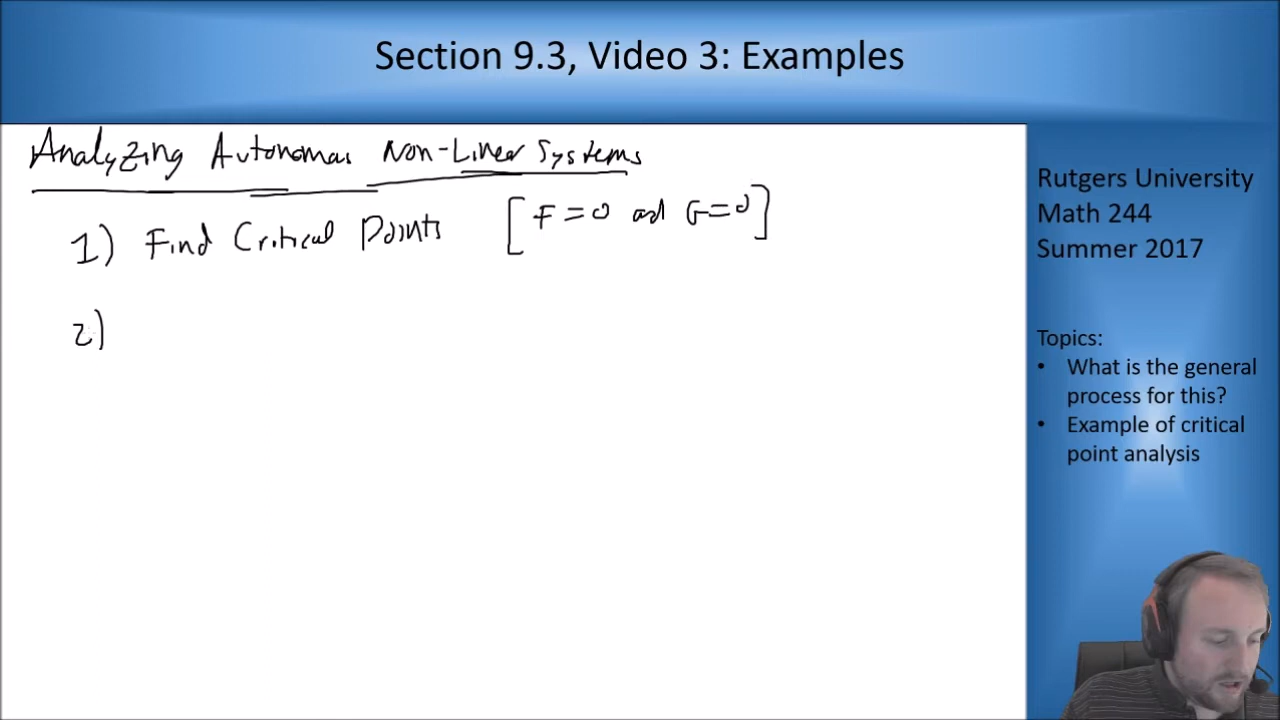 Section 9.3, Video 3: Examples
Analyzing Autonomous Non-Linear Systems
1) Find Critical Points [F = 0 and G = 0]
2)
Rutgers University
Math 244
Summer 2017
Topics:
• What is the general
process for this?
• Example of critical
point analysis